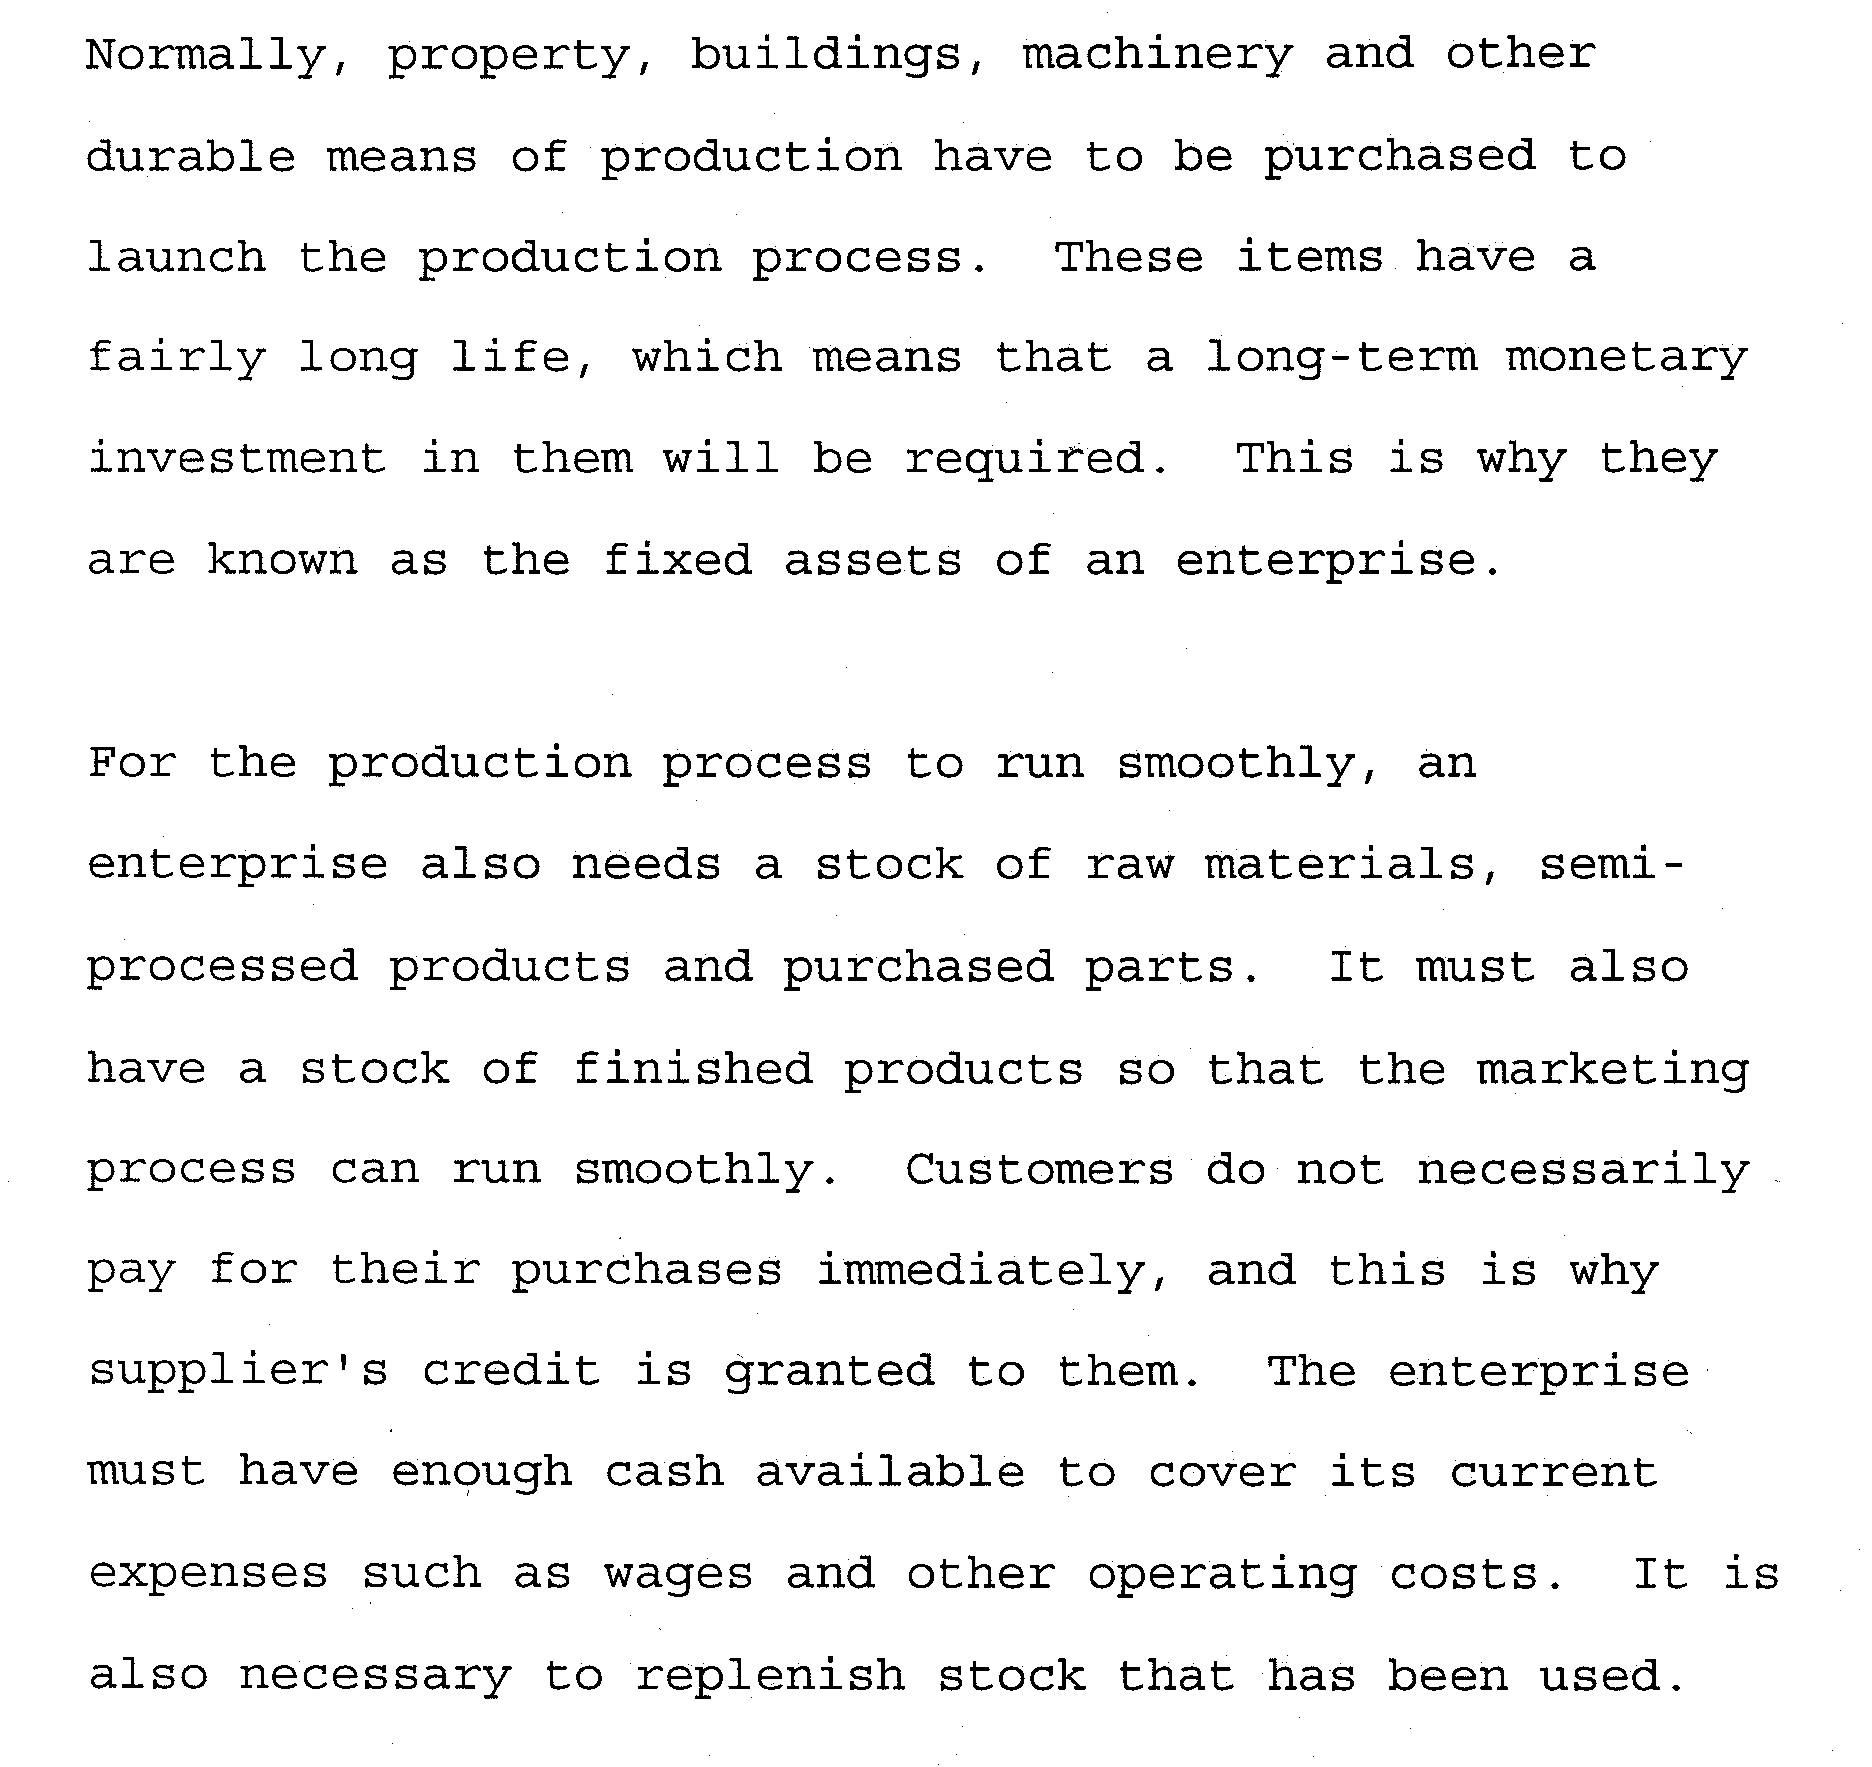 Normally, property, buildings, machinery and other
durable means of production have to be purchased to
launch the production process.  These items have a
fairly long life, which means that a long-term monetary
investment in them will be required.  This is why they
are known as the fixed assets of an enterprise.

For the production process to run smoothly, an
enterprise also needs a stock of raw materials, semi-
processed products and purchased parts.  It must also
have a stock of finished products so that the marketing
process can run smoothly.  Customers do not necessarily
pay for their purchases immediately, and this is why
supplier's credit is granted to them.  The enterprise
must have enough cash available to cover its current
expenses such as wages and other operating costs.  It is
also necessary to replenish stock that has been used.